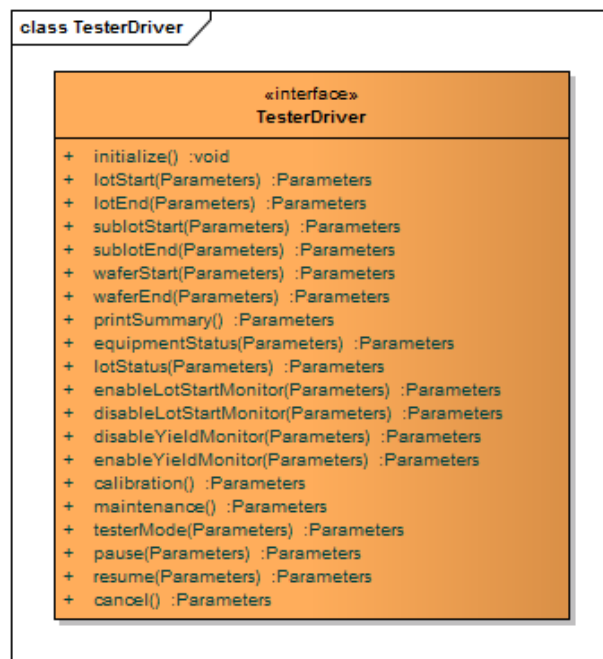 class TesterDriver
«interface»
TesterDriver
+ initialize() :void
+ lotStart(Parameters) :Parameters
+ lotEnd(Parameters) :Parameters
+ sublotStart(Parameters) :Parameters
+ sublotEnd(Parameters) :Parameters
+ waferStart(Parameters) :Parameters
+ waferEnd(Parameters) :Parameters
+ printSummary() :Parameters
+ equipmentStatus(Parameters) :Parameters
+ lotStatus(Parameters) :Parameters
+ enableLotStartMonitor(Parameters) :Parameters
+ disableLotStartMonitor(Parameters) :Parameters
+ disableYieldMonitor(Parameters) :Parameters
+ enableYieldMonitor(Parameters) :Parameters
+ calibration() :Parameters
+ maintenance() :Parameters
+ testerMode(Parameters) :Parameters
+ pause(Parameters) :Parameters
+ resume(Parameters) :Parameters
+ cancel() :Parameters